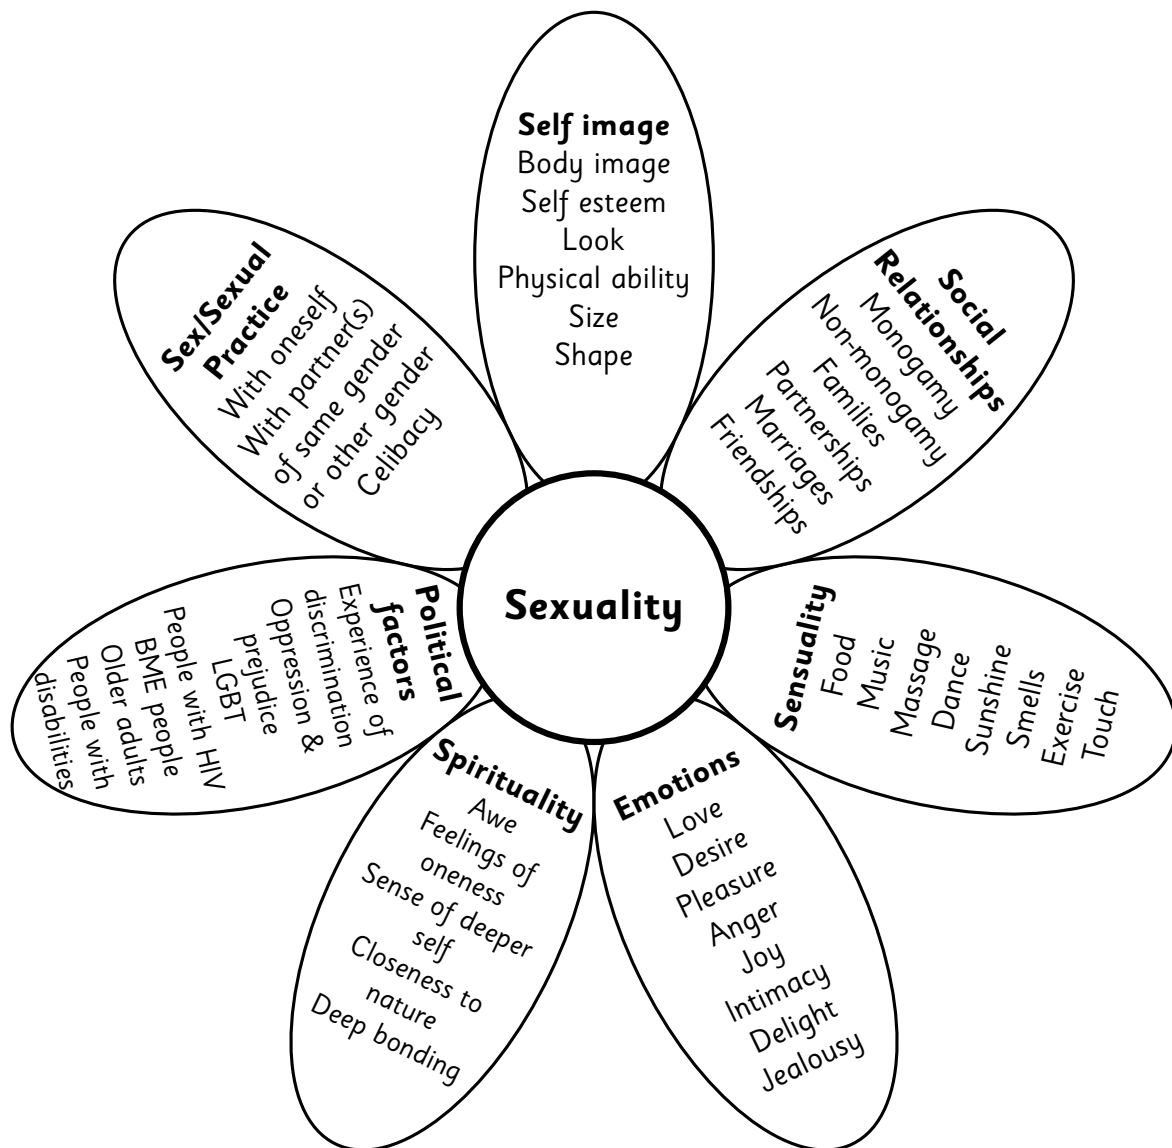 Self image
Body image
Self esteem
Look
Physical ability
Size
Shape
Social
Relationships
Monogamy
Non-monogamy
Families
Partnerships
Marriages
Friendships
Sensuality
Food
Music
Massage
Dance
Sunshine
Smells
Exercise
Touch
Emotions
Love
Desire
Pleasure
Anger
Joy
Intimacy
Delight
Jealousy
Spirituality
Awe
Feelings of
oneness
Sense of deeper
self
Closeness to
nature
Deep bonding
Political
factors
Experience of
discrimination
Oppression &
prejudice
LGBT
People with HIV
BME people
Older adults
People with
disabilities
Sex/Sexual
Practice
With oneself
With partner(s)
of same gender
or other gender
Celibacy
Sexuality